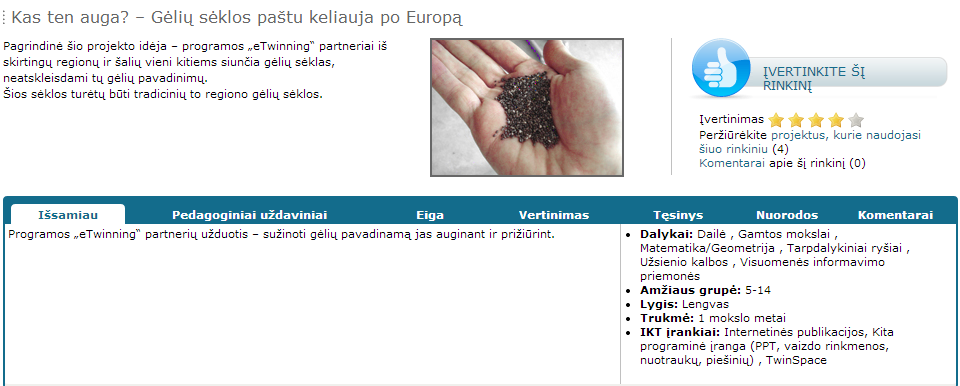 Kas ten auga? – Gėlių sėklos paštu keliauja po Europą
Pagrindinė šio projekto idėja – programos „eTwinning“ partneriai iš
skirtingų regionų ir šalių vieni kitiems siunčia gėlių sėklas,
neatskleisdami tų gėlių pavadinimų.
Šios sėklos turėtų būti tradicinių to regiono gėlių sėklos.
ĮVERTINKITE ŠĮ
RINKINĮ
Įvertinimas
Peržiūrėkite projektus, kurie naudojasi
šiuo rinkiniu (4)
Komentarai apie šį rinkinį (0)
Išsamiau Pedagoginiai uždaviniai Eiga Vertinimas Tęsinys Nuorodos Komentarai
Programos „eTwinning“ partnerių užduotis – sužinoti gėlių pavadinamą jas auginant ir prižiūrint.
• Dalykai: Dailė , Gamtos mokslai ,
Matematika/Geometrija , Tarpdalykiniai ryšiai ,
Užsienio kalbos , Visuomenės informavimo
priemonės
• Amžiaus grupė: 5-14
• Lygis: Lengvas
• Trukmė: 1 mokslo metai
• IKT įrankiai: Internetinės publikacijos, Kita
programinė įranga (PPT, vaizdo rinkmenos,
nuotraukų, piešinių) , TwinSpace